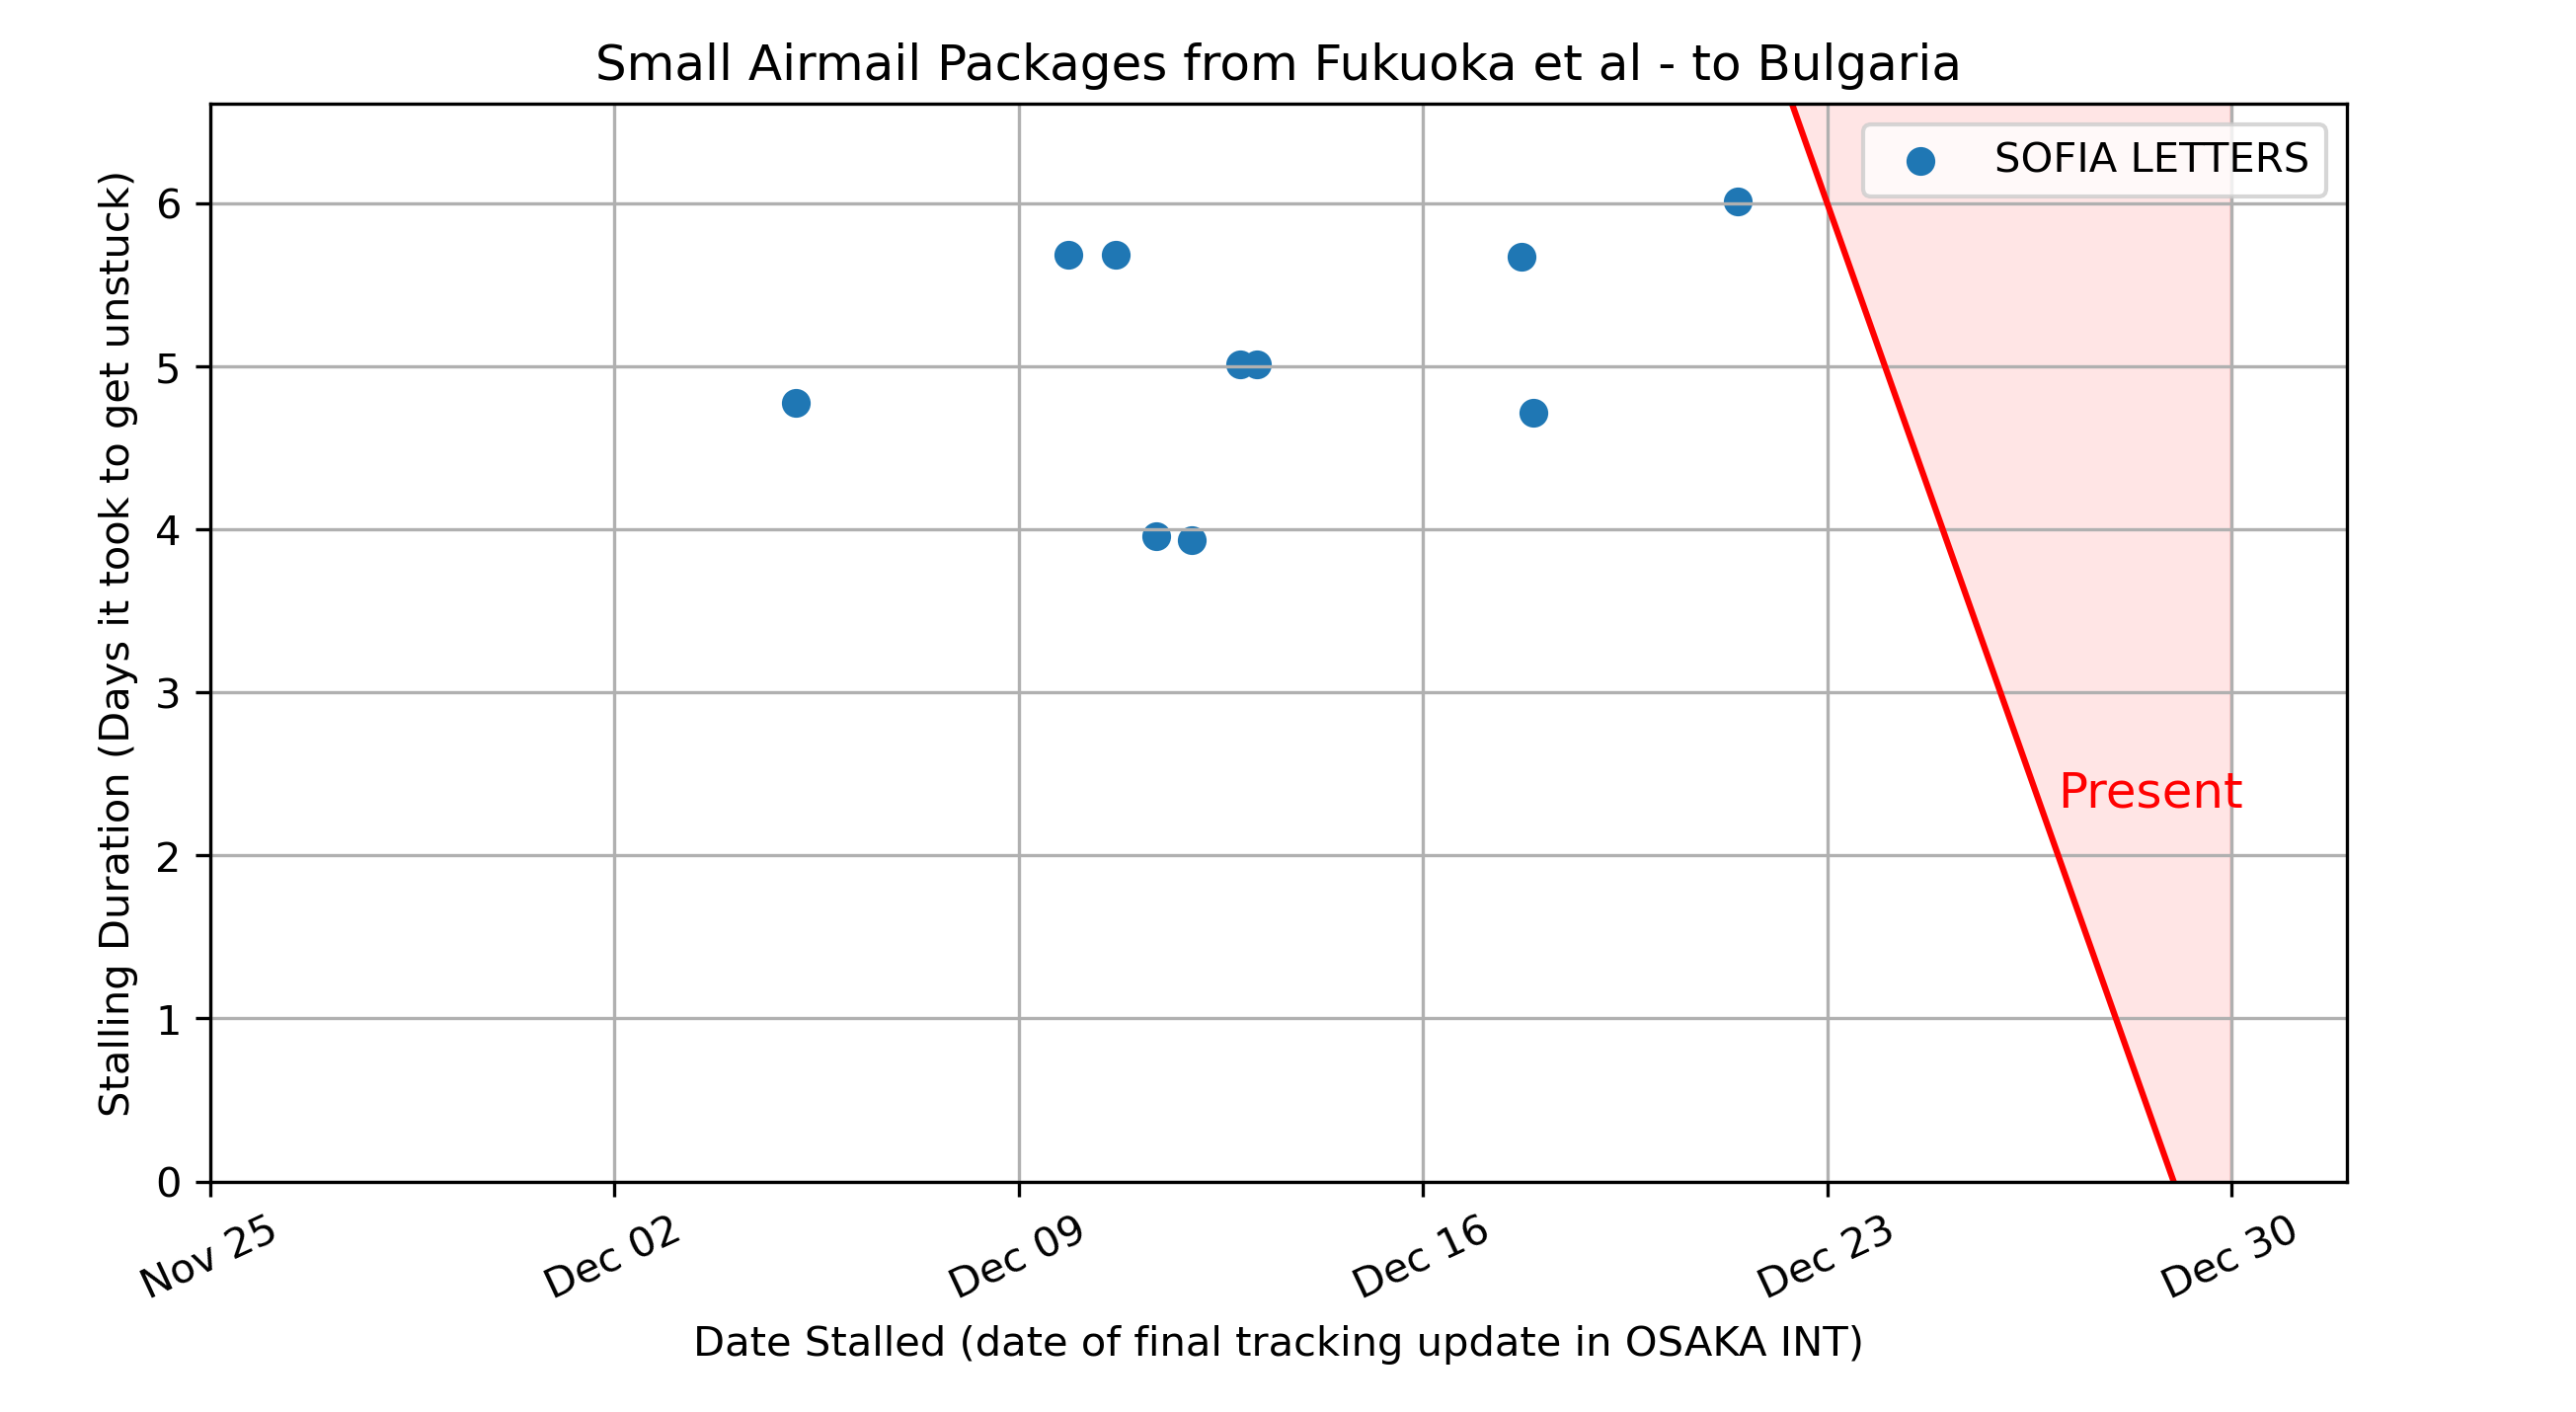 Small Airmail Packages from Fukuoka et al - to Bulgaria
SOFIA LETTERS
Stalling Duration (Days it took to get unstuck)
6
5
4
3
2
1
0
Present
Nov 25
Dec 02
Dec 09
Dec 16
Dec 23
Dec 30
Date Stalled (date of final tracking update in OSAKA INT)